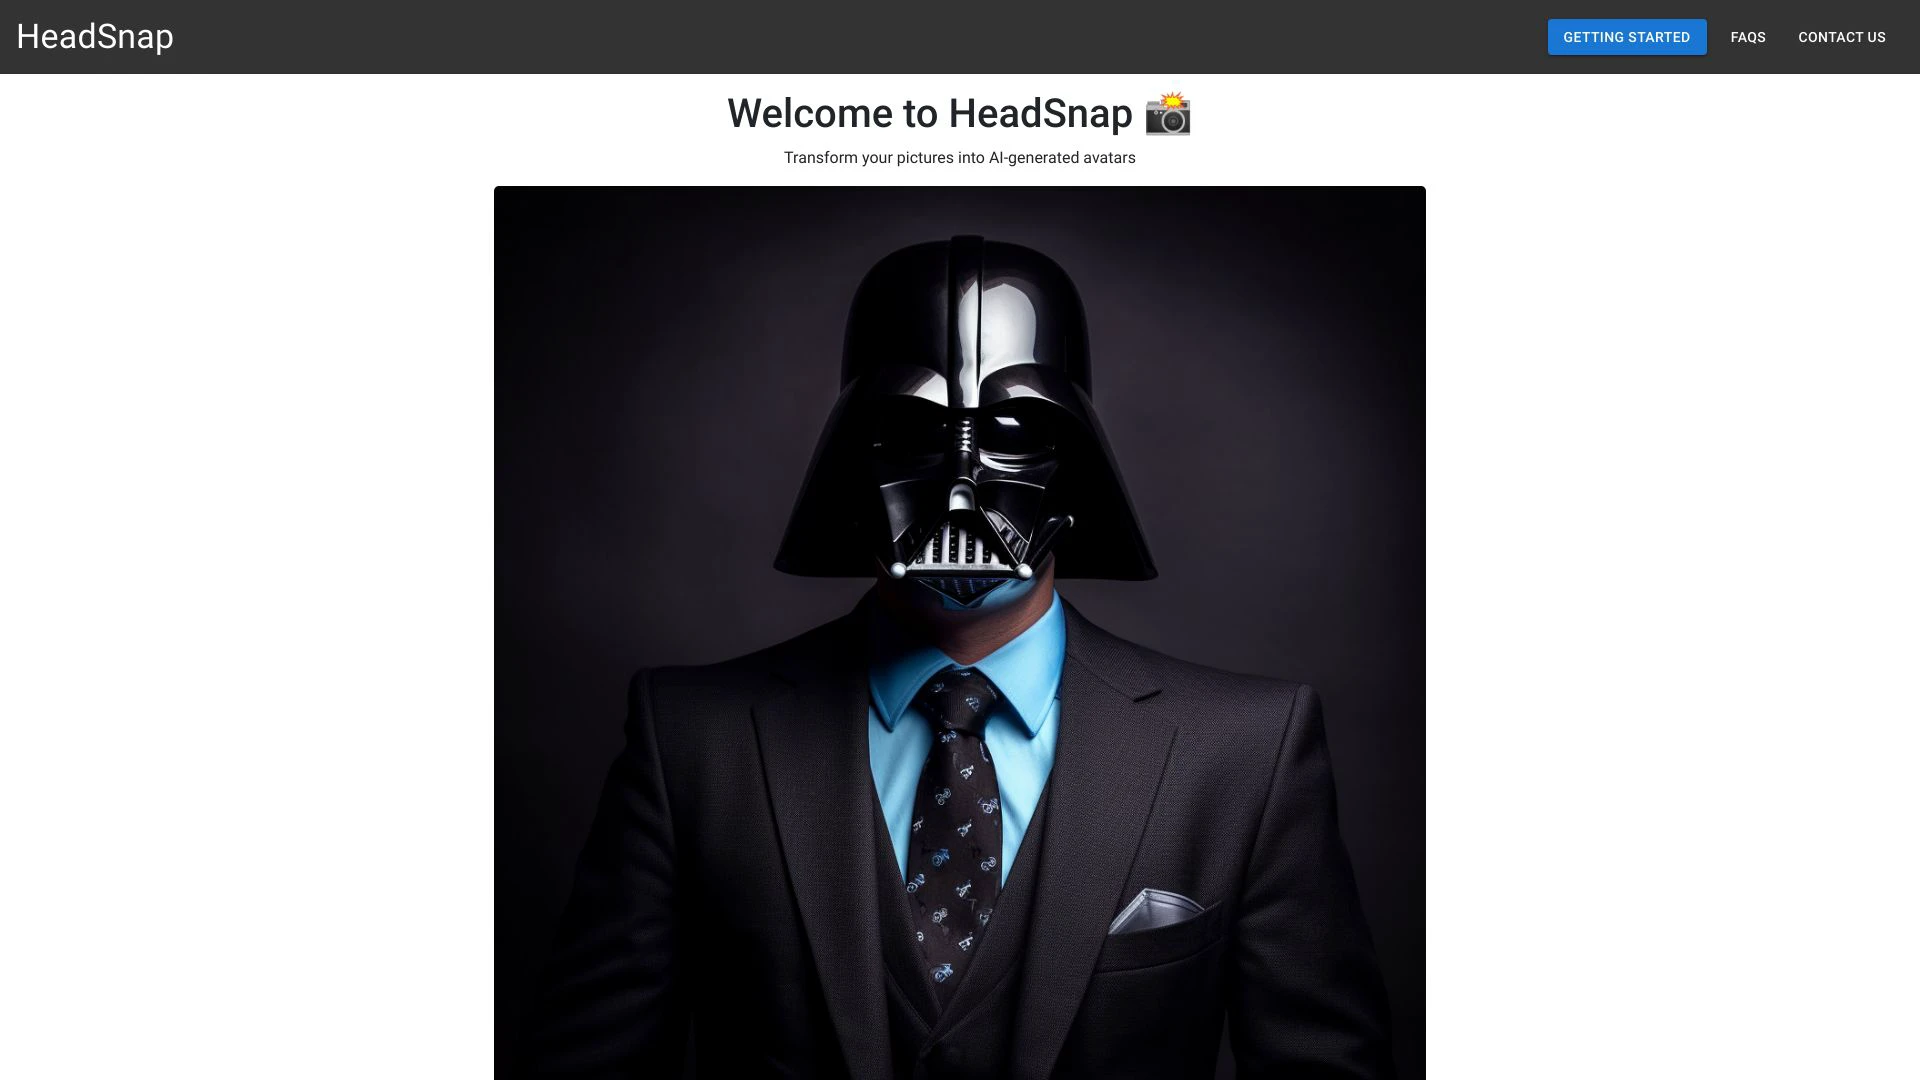 HeadSnap
GETTING STARTED
FAQS
CONTACT US
Welcome to HeadSnap 📸
Transform your pictures into AI-generated avatars